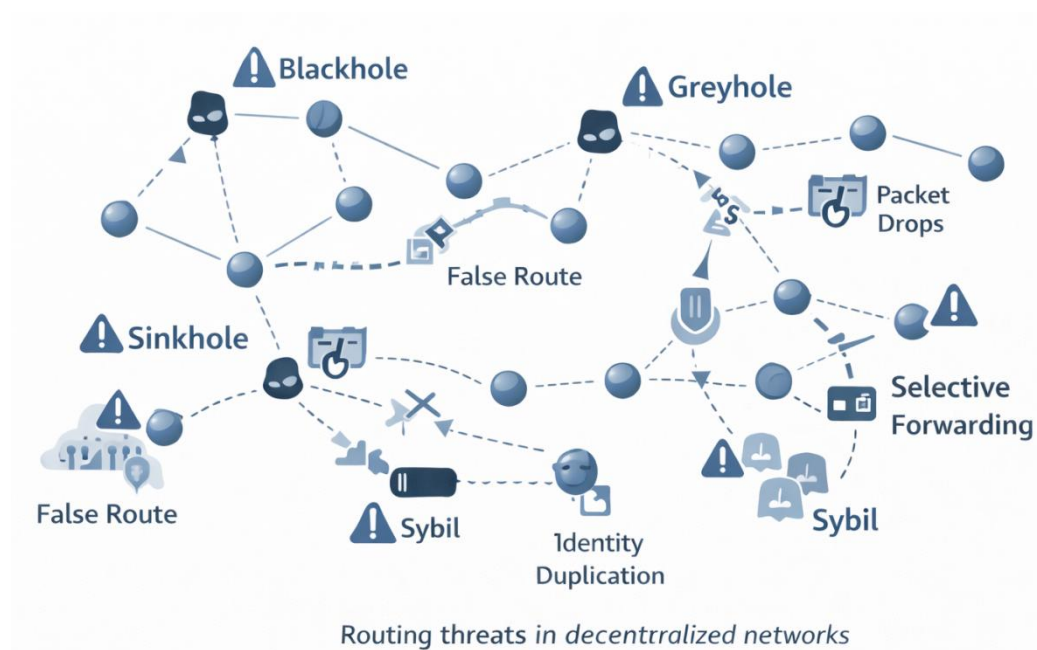 Blackhole
Greyhole
Packet
Drops
False Route
Sinkhole
Selective
Forwarding
False Route
Sybil
Sybil
Identity
Duplication
Routing threats in decentrralized networks